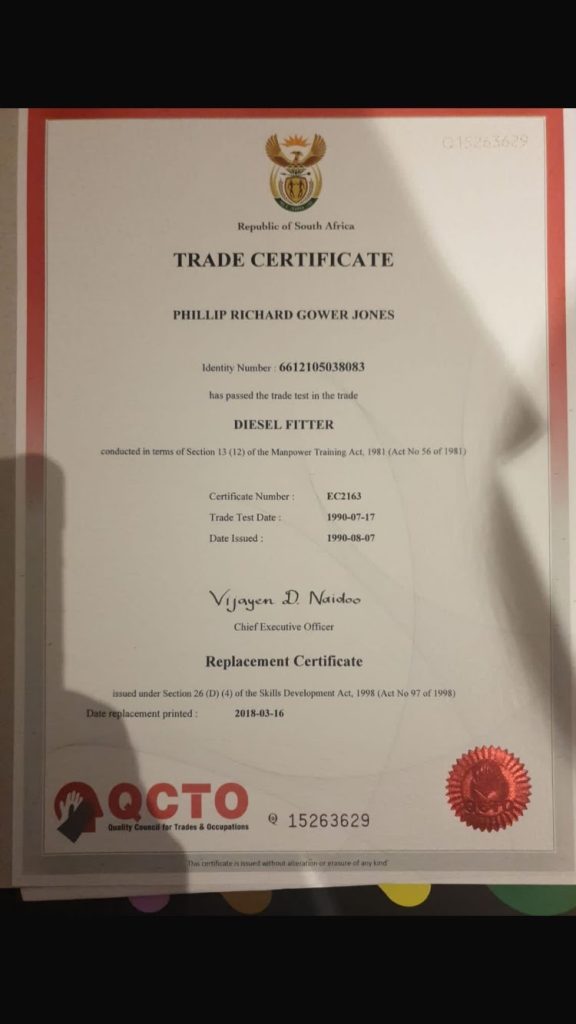 Q15263629
Republic of South Africa
TRADE CERTIFICATE
PHILLIP RICHARD GOWER JONES
Identity Number : 6612105038083
has passed the trade test in the trade
DIESEL FITTER
conducted in terms of Section 13 (12) of the Manpower Training Act, 1981 (Act No 56 of 1981)
Certificate Number : EC2163
Trade Test Date : 1990-07-17
Date Issued : 1990-08-07
Vijayen D. Naidoo
Chief Executive Officer
Replacement Certificate
issued under Section 26 (D) (4) of the Skills Development Act, 1998 (Act No 97 of 1998)
Date replacement printed : 2018-03-16
QCTO
Quality Council for Trades & Occupations
Q 15263629
QCTO
This certificate is issued without alteration or erasure of any kind